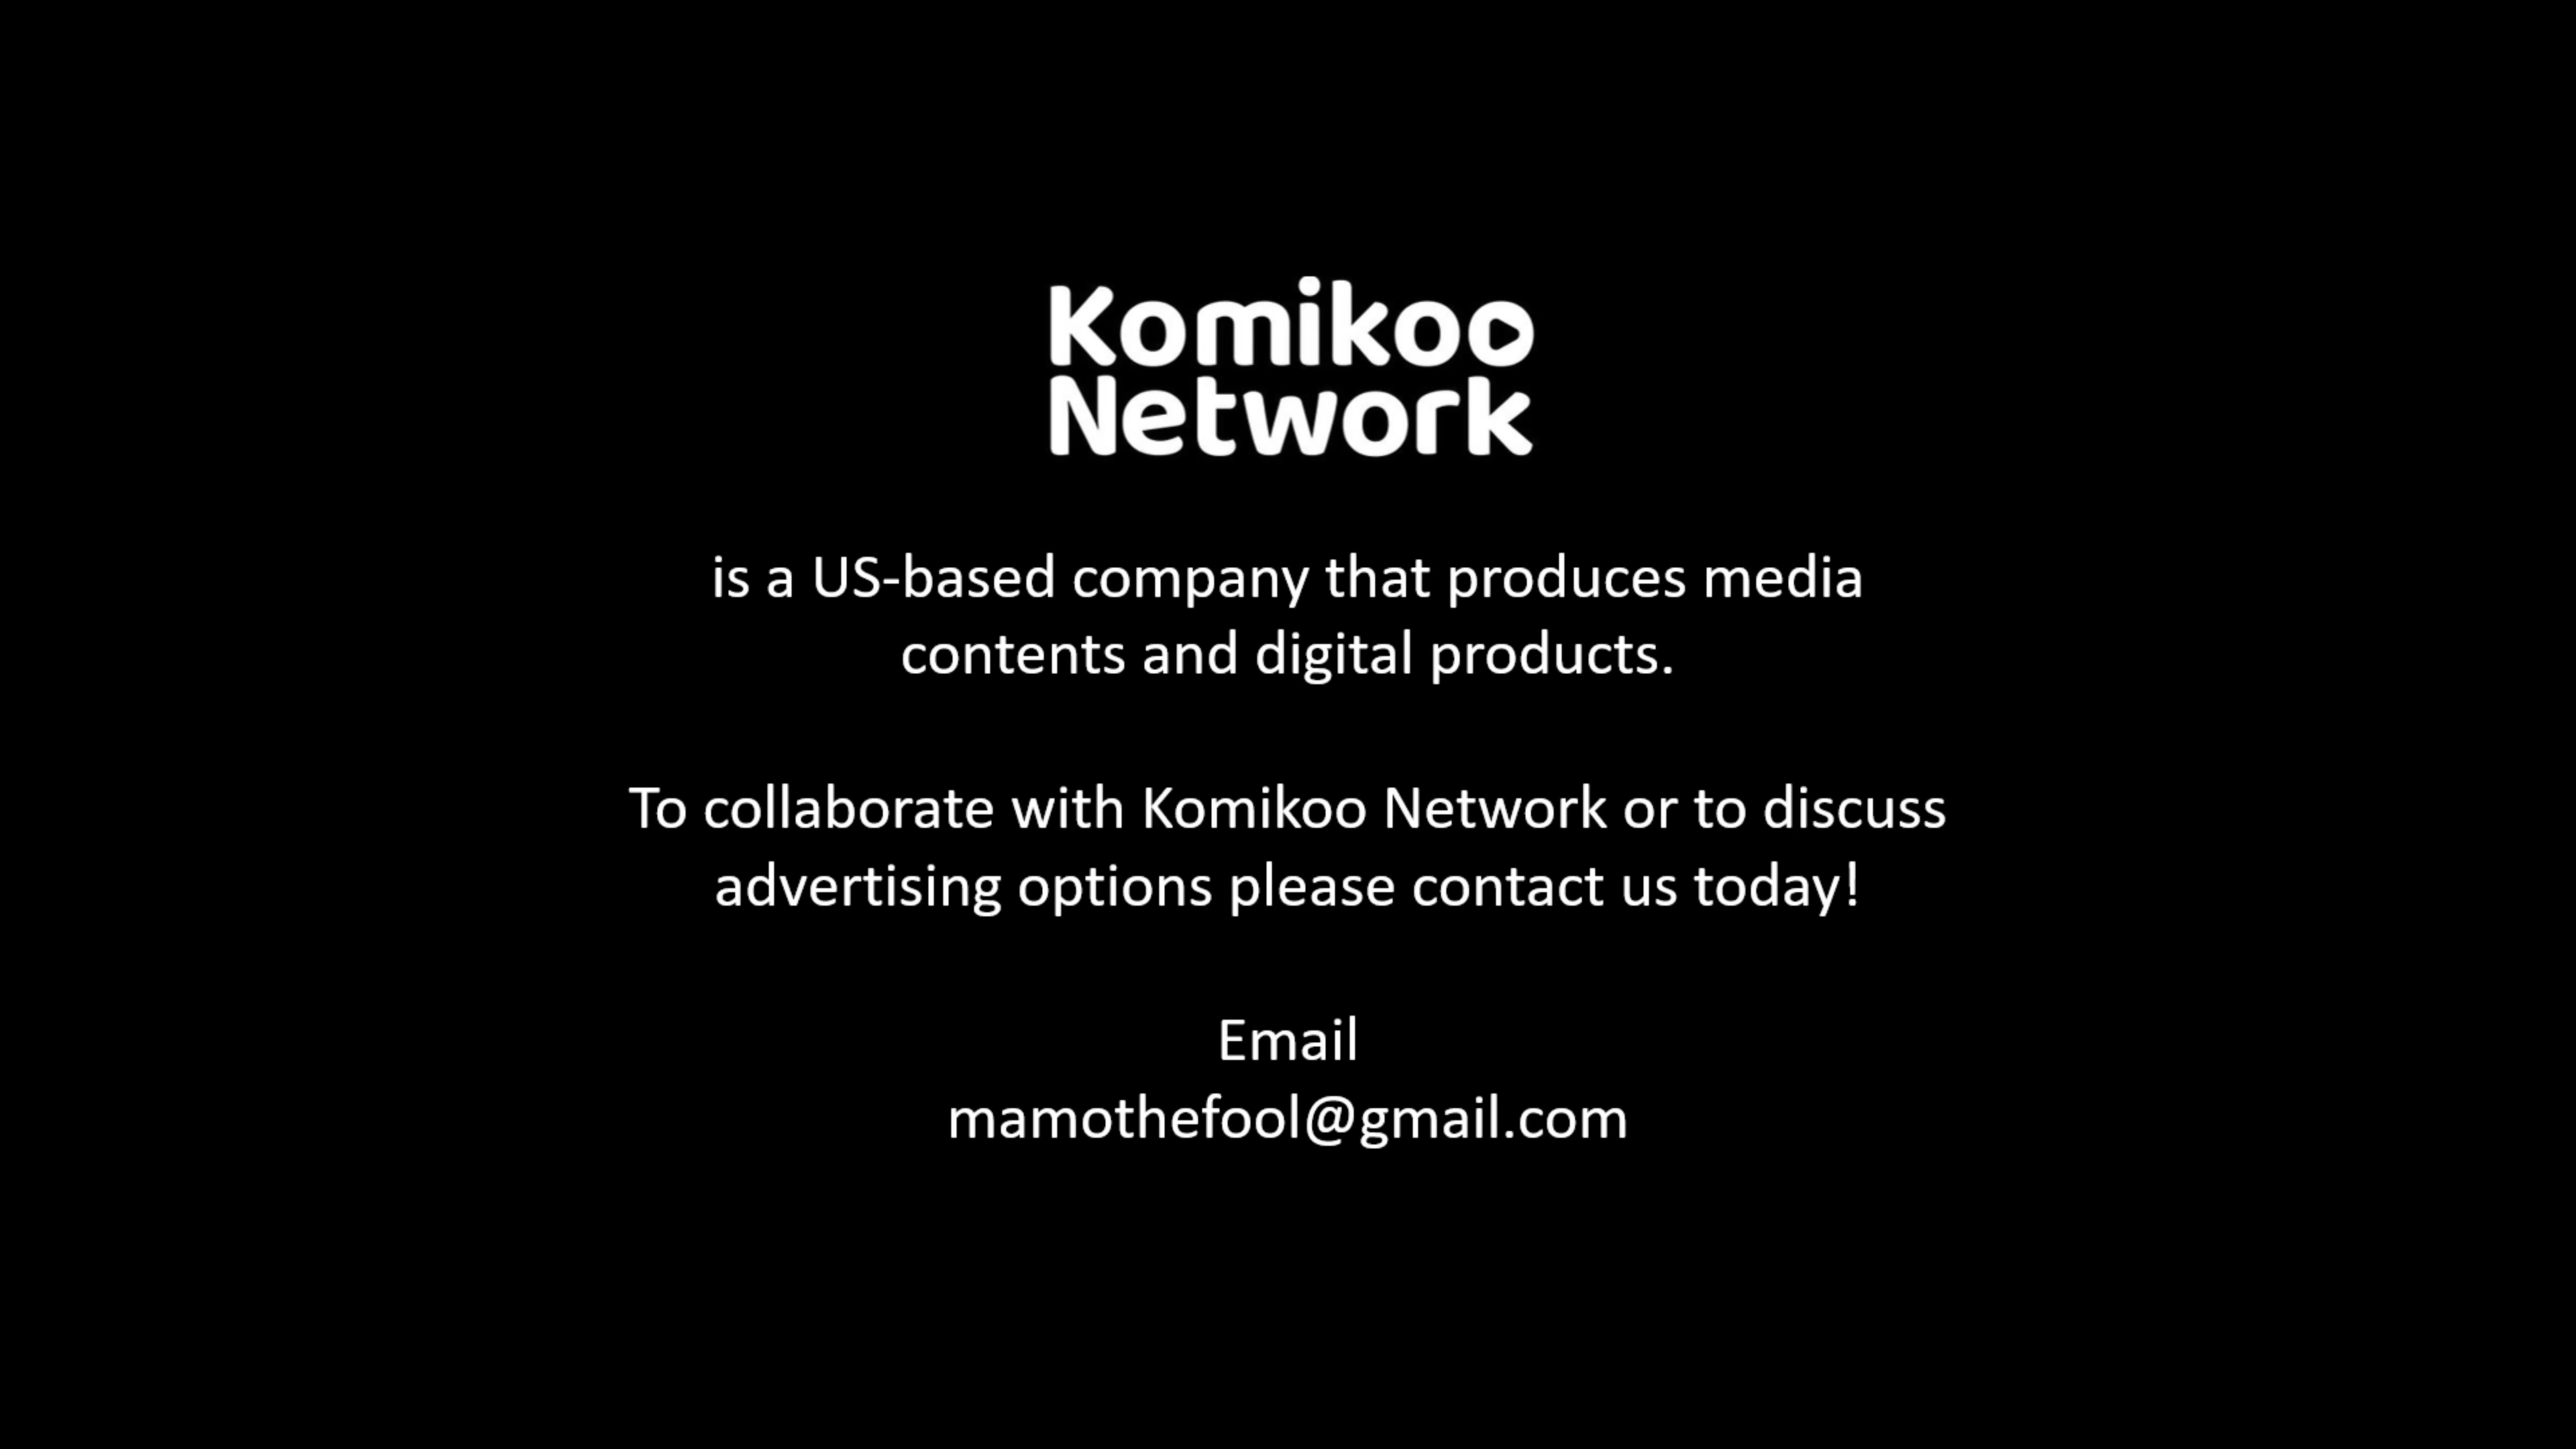 Komikoo
Network
is a US-based company that produces media
contents and digital products.
To collaborate with Komikoo Network or to discuss
advertising options please contact us today!
Email
mamothefool@gmail.com